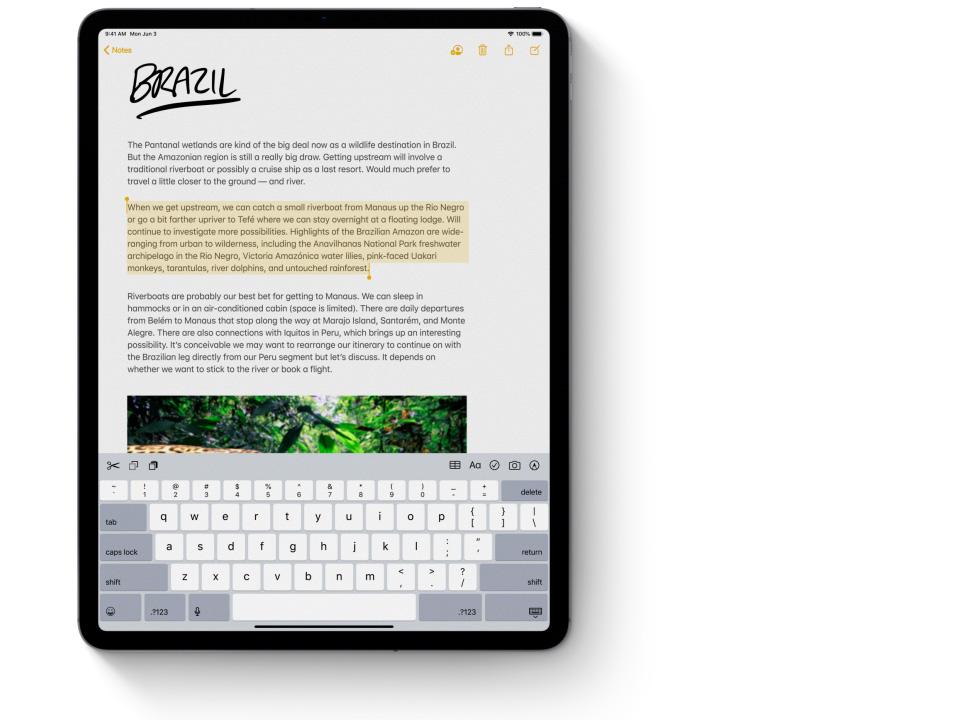 9:41 AM Mon Jun 3
100%
Notes
BRAZIL
The Pantanal wetlands are kind of the big deal now as a wildlife destination in Brazil.
But the Amazonian region is still a really big draw. Getting upstream will involve a
traditional riverboat or possibly a cruise ship as a last resort. Would much prefer to
travel a little closer to the ground — and river.
When we get upstream, we can catch a small riverboat from Manaus up the Rio Negro
or go a bit farther upriver to Tefé where we can stay overnight at a floating lodge. Will
continue to investigate more possibilities. Highlights of the Brazilian Amazon are wide-
ranging from urban to wilderness, including the Anavilhanas National Park freshwater
archipelago in the Rio Negro, Victoria Amazónica water lilies, pink-faced Uakari
monkeys, tarantulas, river dolphins, and untouched rainforest.
Riverboats are probably our best bet for getting to Manaus. We can sleep in
hammocks or in an air-conditioned cabin (space is limited). There are daily departures
from Belém to Manaus that stop along the way at Marajo Island, Santarém, and Monte
Alegre. There are also connections with Iquitos in Peru, which brings up an interesting
possibility. It's conceivable we may want to rearrange our itinerary to continue on with
the Brazilian leg directly from our Peru segment but let's discuss. It depends on
whether we want to stick to the river or book a flight.
Aa
~ ! @ # $ % ^ & * ( ) _ +
` 1 2 3 4 5 6 7 8 9 0 - = delete
tab q w e r t y u i o p { [ } ] | \
caps lock a s d f g h j k l : ; " ' return
shift z x c v b n m < , > . ? / shift
.?123 .?123